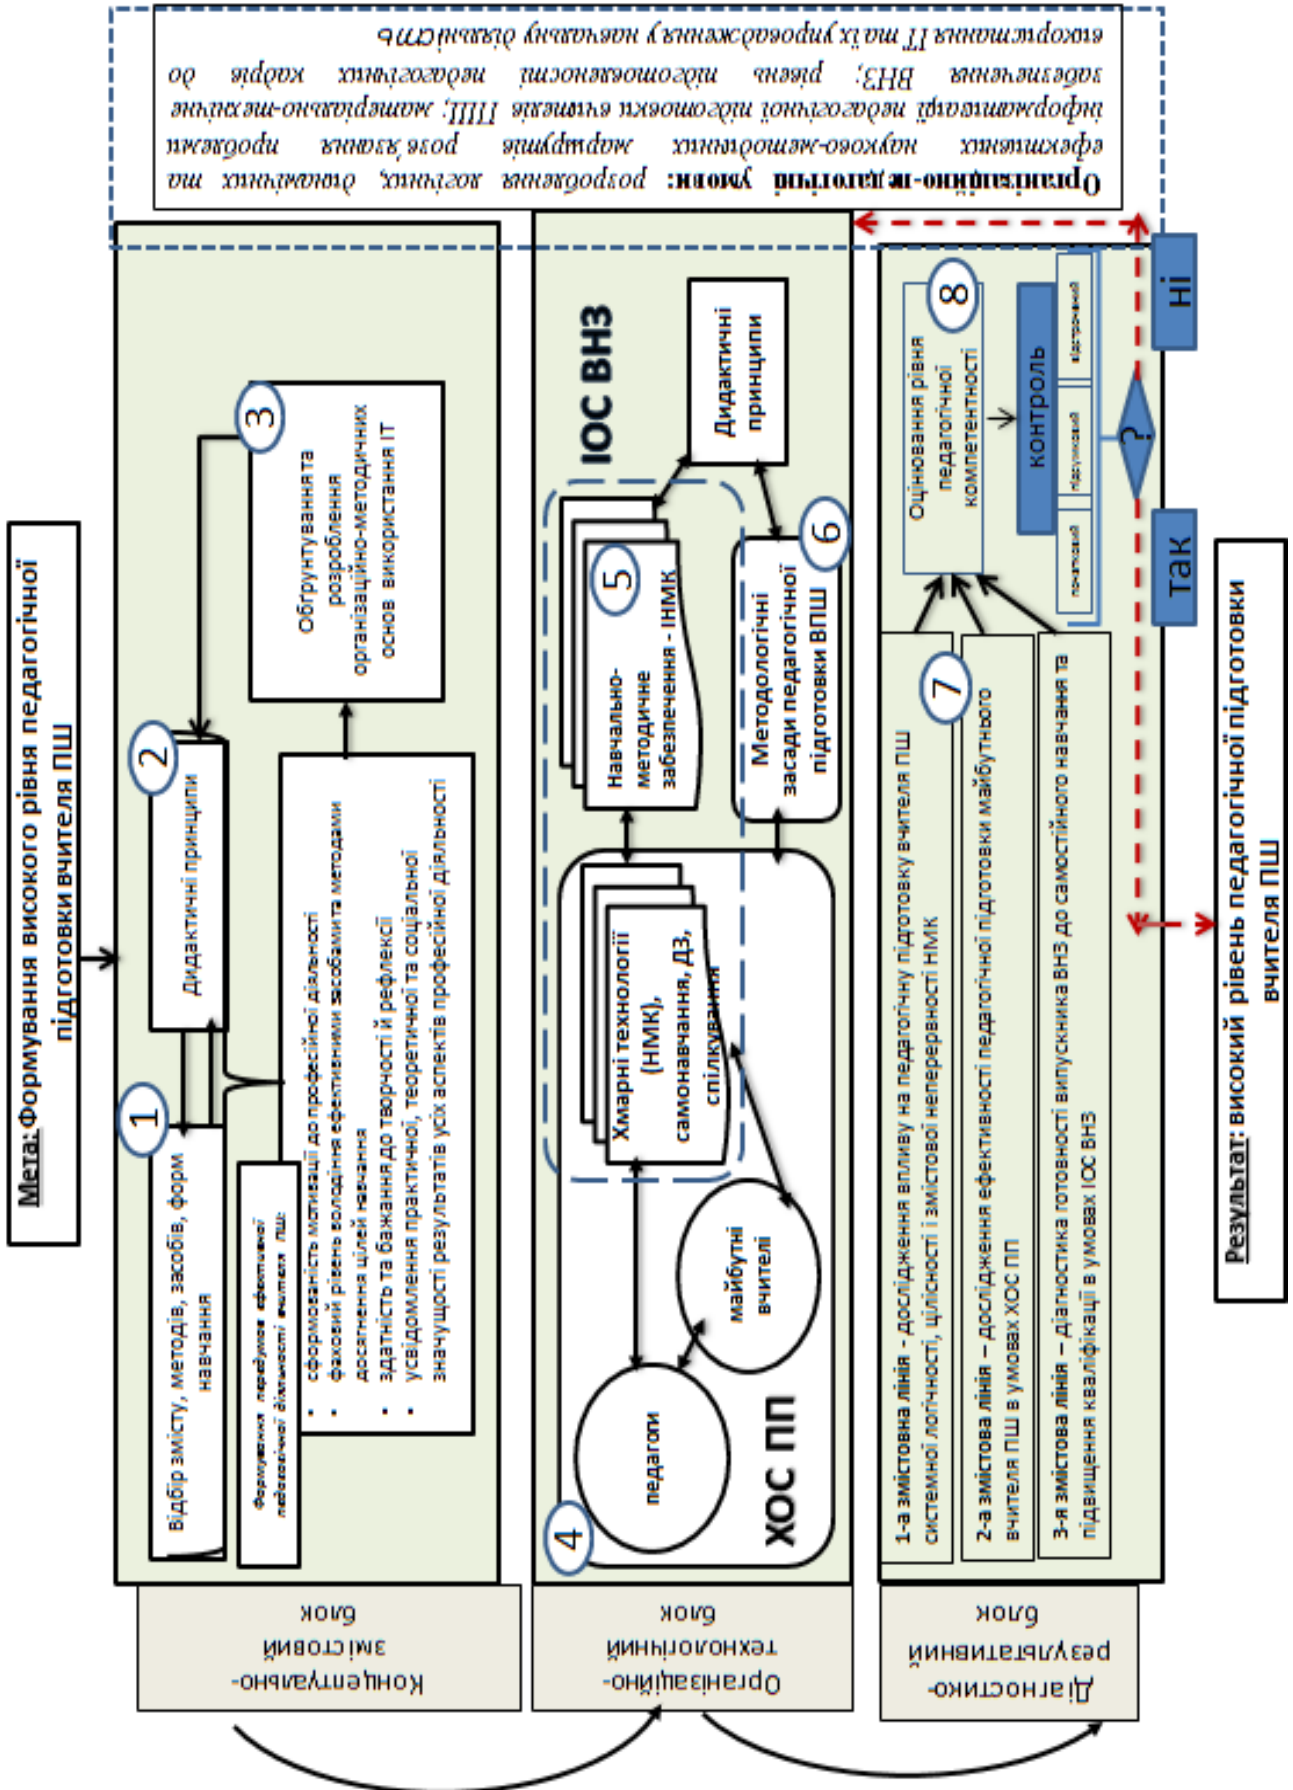 Мета: Формування високого рівня педагогічної
підготовки вчителя ПШ
Концептуально-
змістовий
блок
1
Відбір змісту, методів, засобів, форм
навчання
2
Дидактичні принципи
3
Обґрунтування та
розроблення
організаційно-методичних
основ використання ІТ
Формування передумов ефективної
педагогічної діяльності вчителя ПШ:
• сформованість мотивації до професійної діяльності
• фаховий рівень володіння ефективними засобами та методами
досягнення цілей навчання
• здатність та бажання до творчості й рефлексії
• усвідомлення практичної, теоретичної та соціальної
значущості результатів усіх аспектів професійної діяльності
Організаційно-
технологічний
блок
4
педагоги
майбутні
вчителі
ХОС ПП
Хмарні технології
(НМК),
самонавчання, ДЗ,
спілкування
5
Навчально-
методичне
забезпечення - ІНМК
6
Методологічні
засади педагогічної
підготовки ВПШ
ІОС ВНЗ
Дидактичні
принципи
Діагностико-
результативний
блок
1-а змістовна лінія - дослідження впливу на педагогічну підготовку вчителя ПШ
системної логічності, цілісності і змістової неперервності НМК
7
2-а змістова лінія – дослідження ефективності педагогічної підготовки майбутнього
вчителя ПШ в умовах ХОС ПП
3-я змістова лінія – діагностика готовності випускника ВНЗ до самостійного навчання та
підвищення кваліфікації в умовах ІОС ВНЗ
8
Оцінювання рівня
педагогічної
компетентності
контроль
початковий
підсумковий
відстрочений
?
так
ні
Організаційно-педагогічні умови: розроблення логічних, динамічних та
ефективних науково-методичних маршрутів розв'язання проблеми
інформатизації педагогічної підготовки вчителів ПШ; матеріально-технічне
забезпечення ВНЗ; рівень підготовленості педагогічних кадрів до
використання ІТ та їх упровадження у навчальну діяльність
Результат: високий рівень педагогічної підготовки
вчителя ПШ